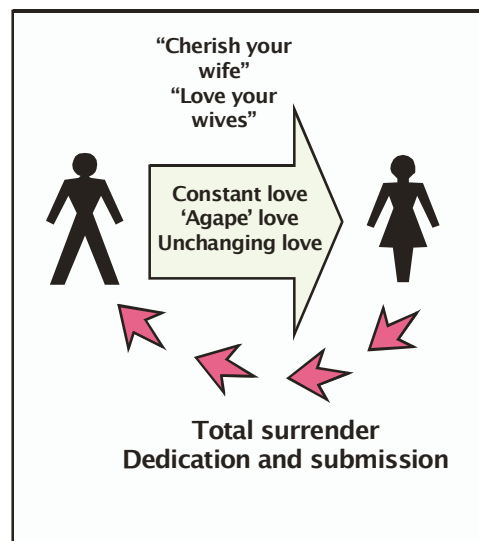 “Cherish your
wife”
“Love your
wives”
Constant love
‘Agape’ love
Unchanging love
Total surrender
Dedication and submission